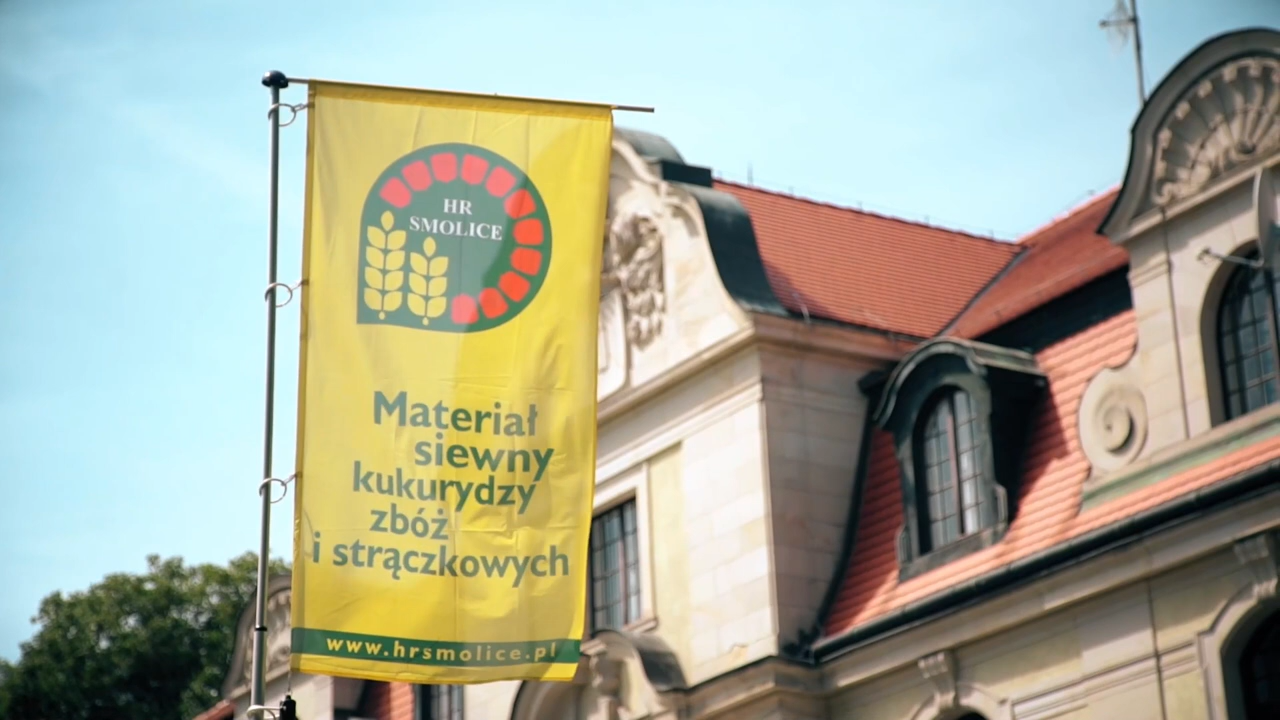 HR
SMOLICE
Materiał
siewny
kukurydzy
zbóż
i strączkowych
www.hrsmolice.pl